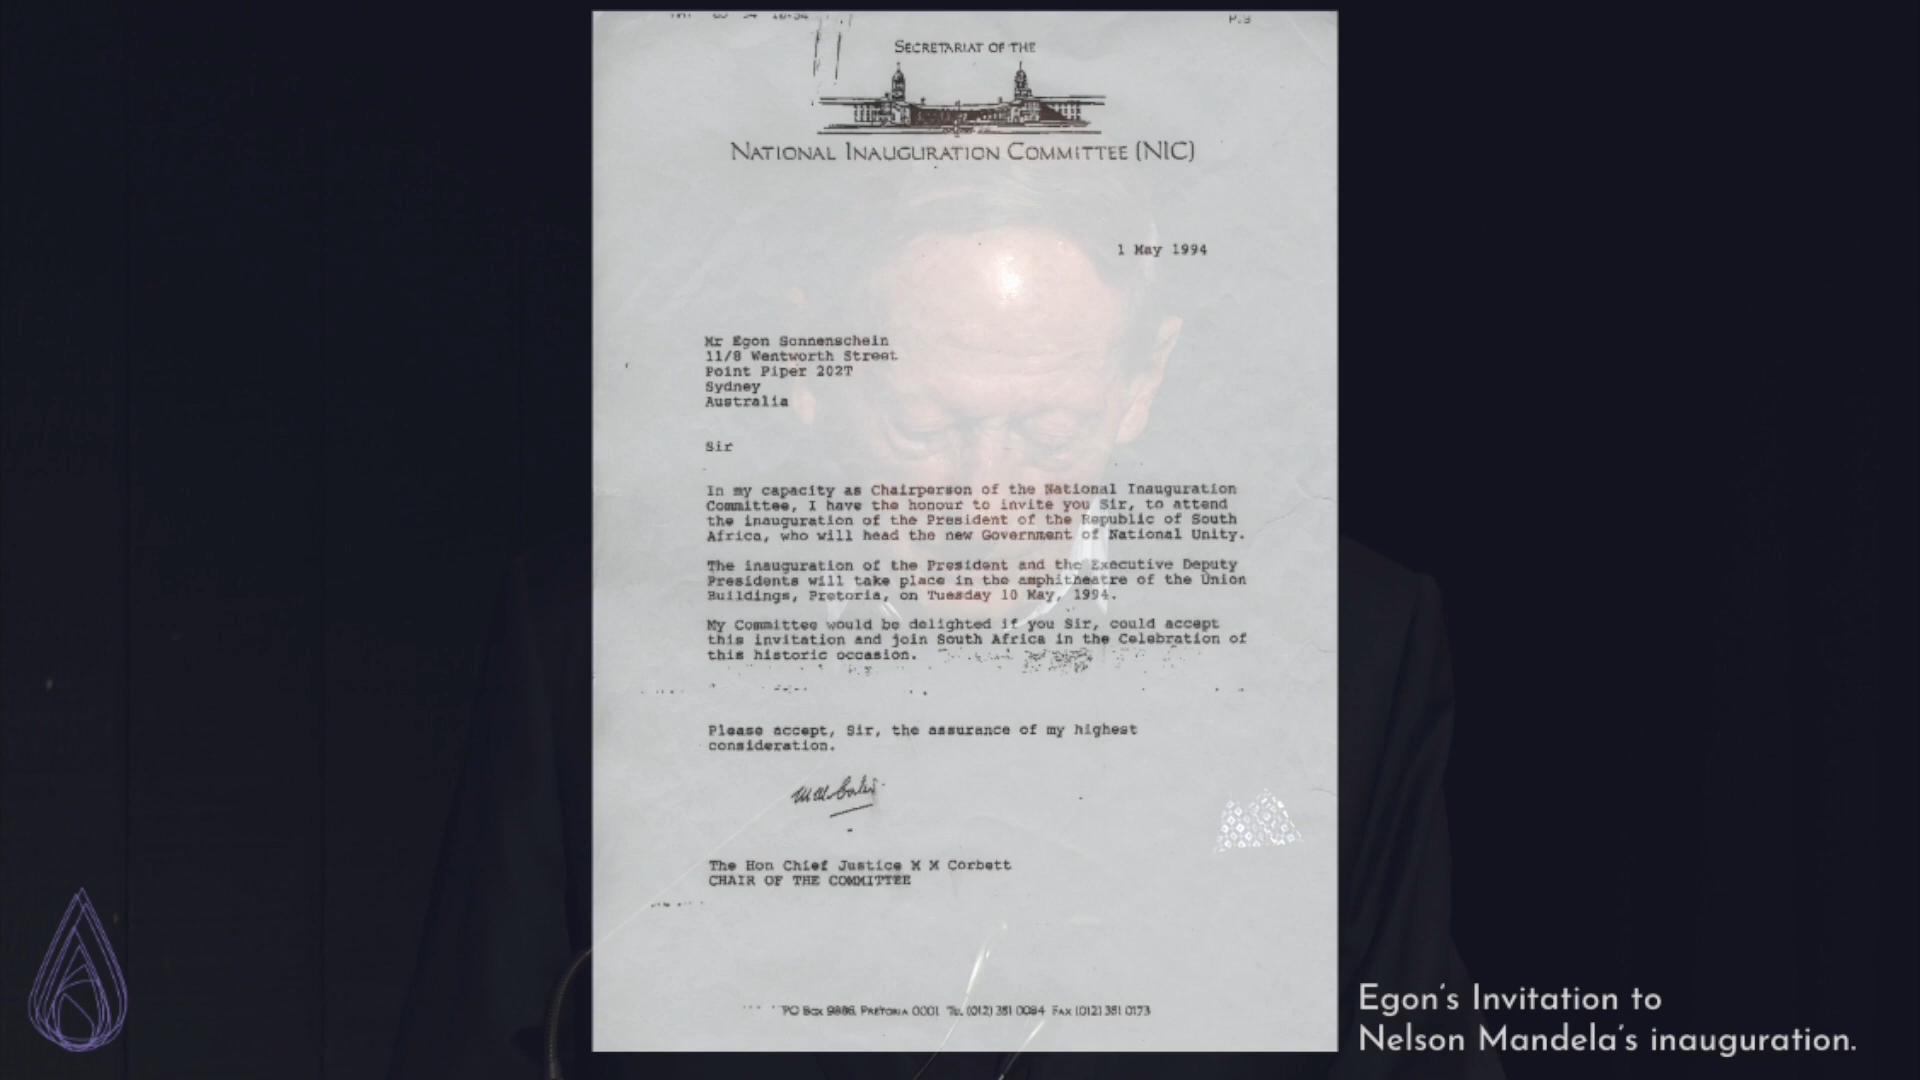 P.3
SECRETARIAT OF THE
NATIONAL INAUGURATION COMMITTEE (NIC)
1 May 1994
Mr Egon Sonnenschein
11/8 Wentworth Street
Point Piper 202T
Sydney
Australia
Sir
In my capacity as Chairperson of the National Inauguration
Committee, I have the honour to invite you Sir, to attend
the inauguration of the President of the Republic of South
Africa, who will head the new Government of National Unity.
The inauguration of the President and the Executive Deputy
Presidents will take place in the amphitheatre of the Union
Buildings, Pretoria, on Tuesday 10 May, 1994.
My Committee would be delighted if you Sir, could accept
this invitation and join South Africa in the Celebration of
this historic occasion.
Please accept, Sir, the assurance of my highest
consideration.
The Hon Chief Justice M M Corbett
CHAIR OF THE COMMITTEE
PO BOX 9886, PRETORIA 0001 TEL (012) 351 0084 FAX (012) 351 0173
Egon's Invitation to
Nelson Mandela's inauguration.